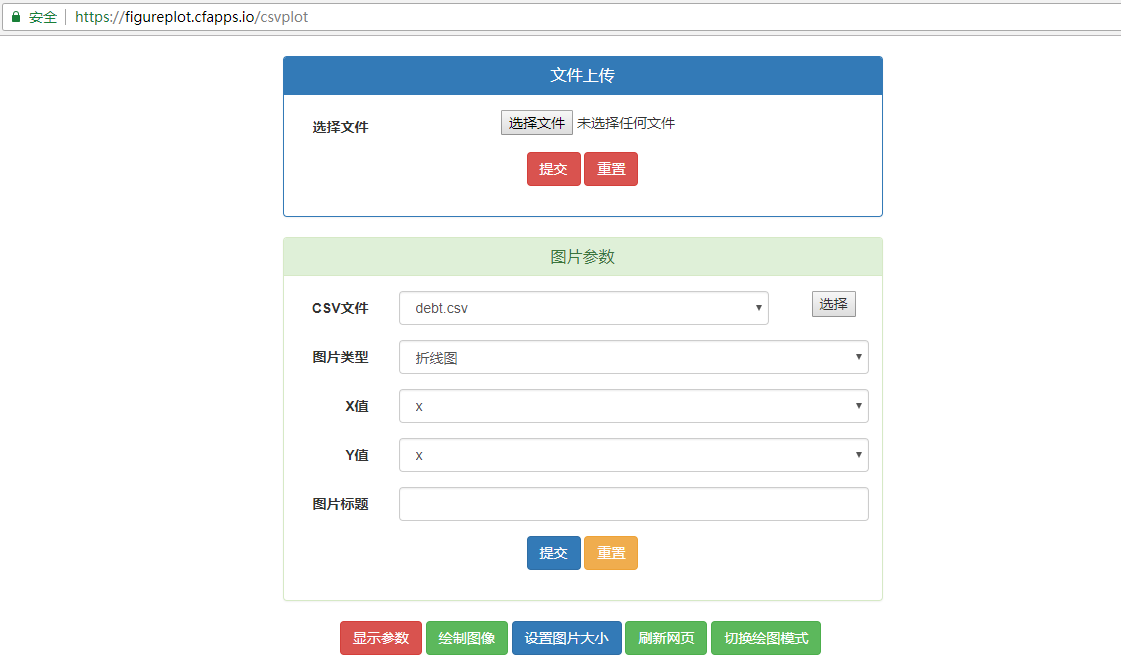 安全 https://figureplot.cfapps.io/csvplot
文件上传
选择文件 选择文件 未选择任何文件
提交 重置
图片参数
CSV文件 debt.csv 选择
图片类型 折线图
X值 x
Y值 x
图片标题
提交 重置
显示参数 绘制图像 设置图片大小 刷新网页 切换绘图模式